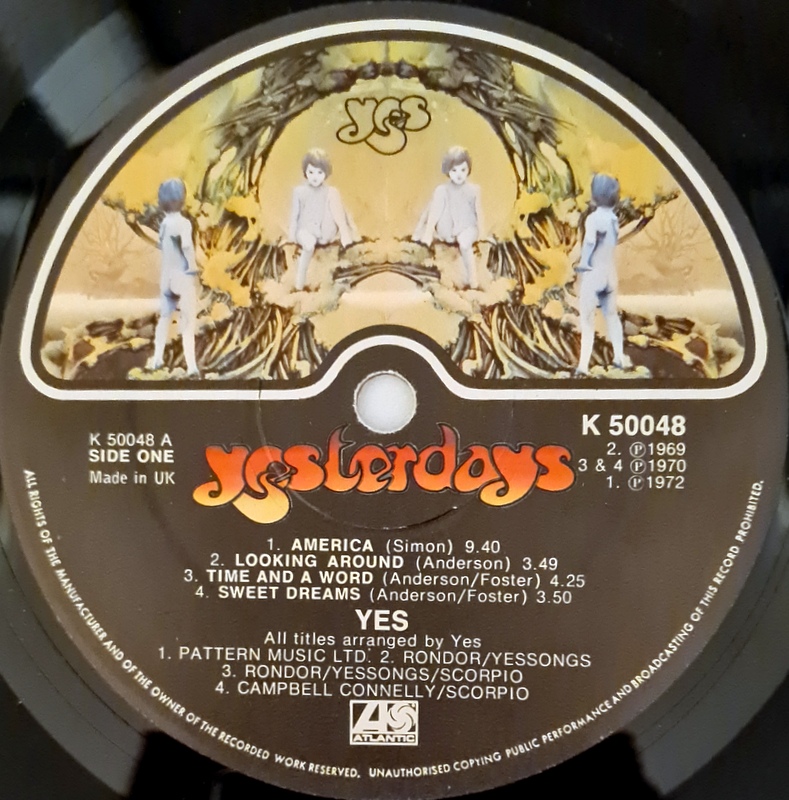 yes
K 50048 A
SIDE ONE
Made in UK
yesterdays
K 50048
2. ℗1969
3 & 4 ℗1970
1. ℗1972
1. AMERICA (Simon) 9.40
2. LOOKING AROUND (Anderson) 3.49
3. TIME AND A WORD (Anderson/Foster) 4.25
4. SWEET DREAMS (Anderson/Foster) 3.50
YES
All titles arranged by Yes
1. PATTERN MUSIC LTD. 2. RONDOR/YESSONGS
3. RONDOR/YESSONGS/SCORPIO
4. CAMPBELL CONNELLY/SCORPIO
ATLANTIC
ALL RIGHTS OF THE MANUFACTURER AND OF THE OWNER OF THE RECORDED WORK RESERVED. UNAUTHORISED COPYING PUBLIC PERFORMANCE AND BROADCASTING OF THIS RECORD PROHIBITED.